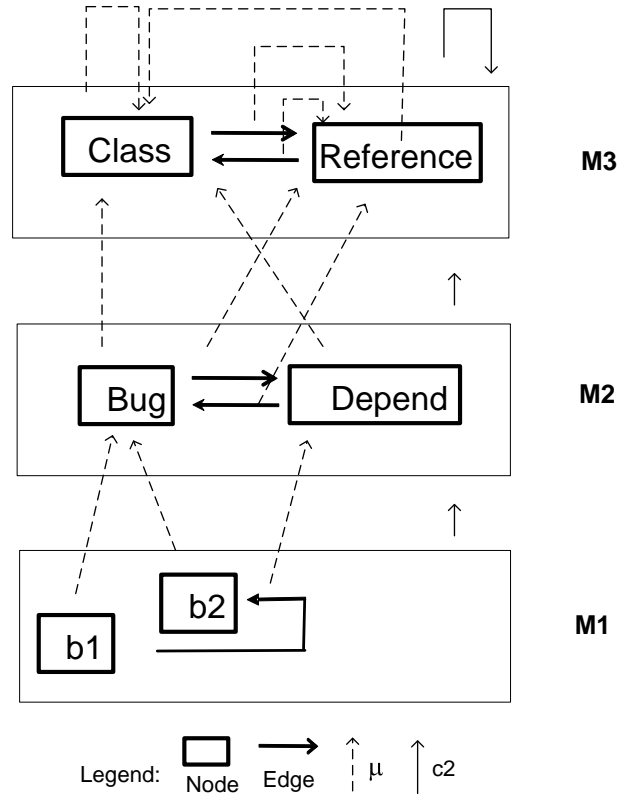 Class
Reference
M3
Bug
Depend
M2
b2
b1
M1
Legend:
Node
Edge
μ
c2